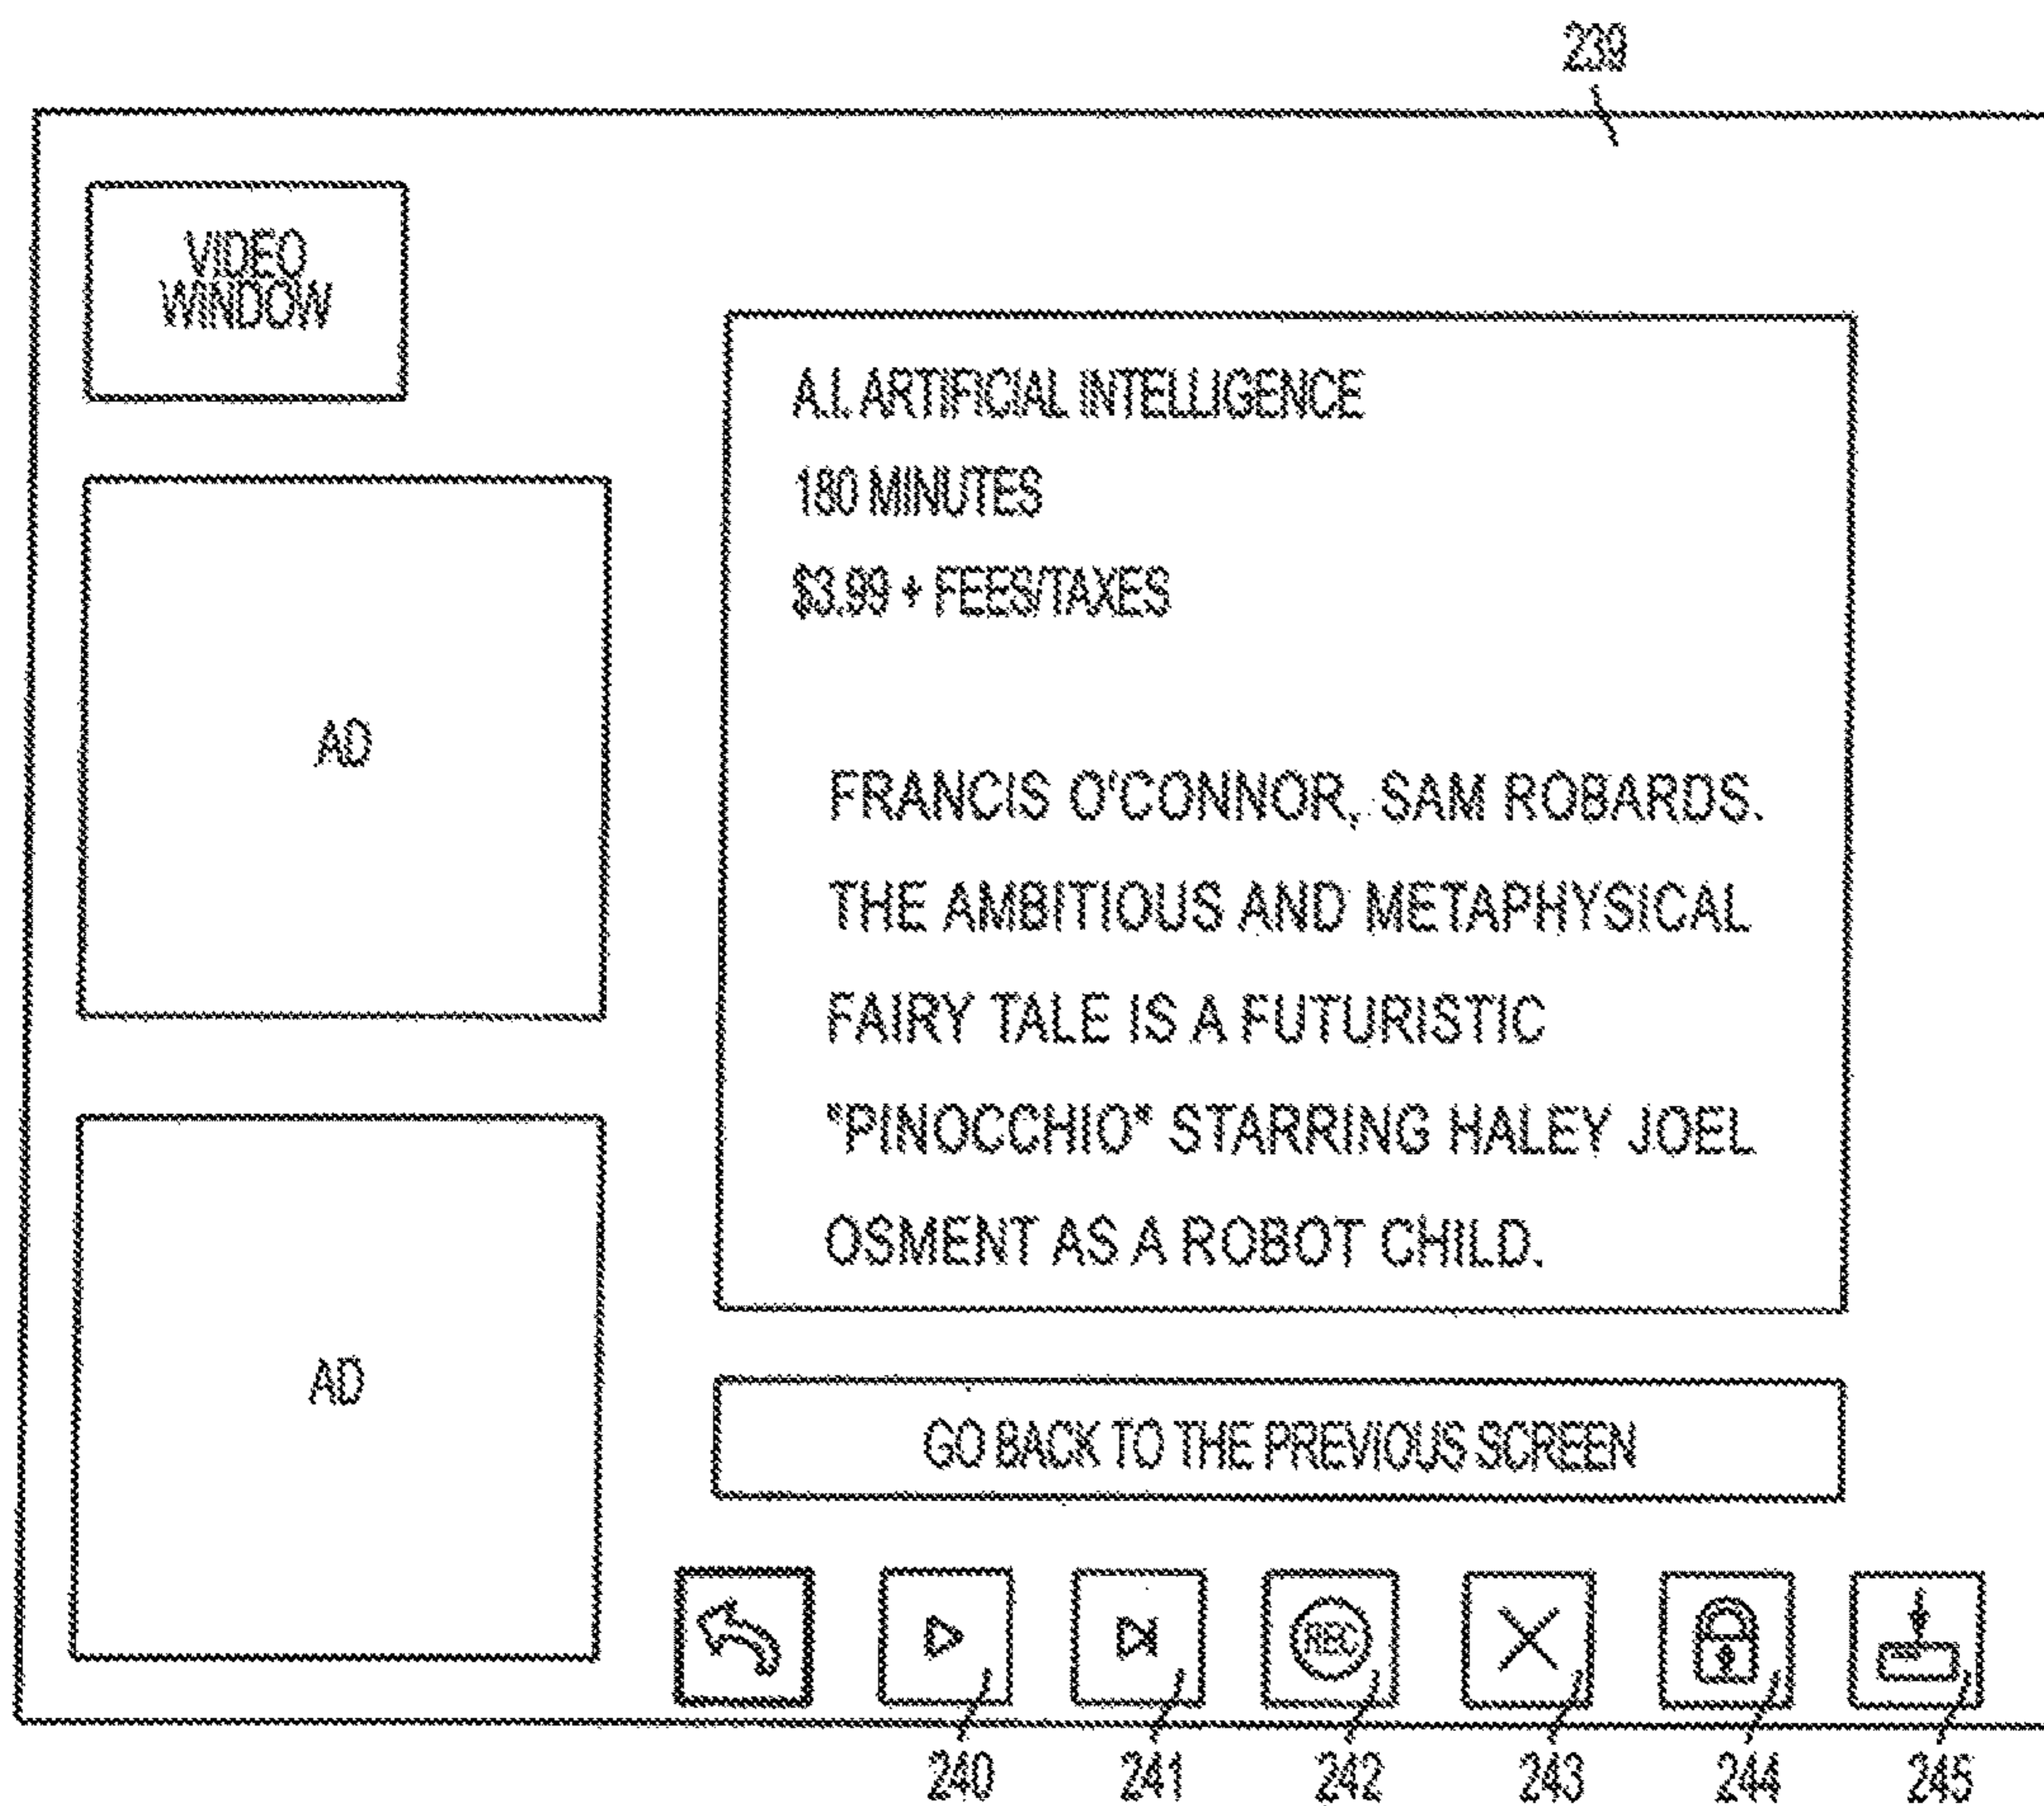 239
VIDEO
WINDOW
A.I. ARTIFICIAL INTELLIGENCE
180 MINUTES
$3.99 + FEES/TAXES
AD
FRANCIS O'CONNOR, SAM ROBARDS.
THE AMBITIOUS AND METAPHYSICAL
FAIRY TALE IS A FUTURISTIC
"PINOCCHIO" STARRING HALEY JOEL
OSMENT AS A ROBOT CHILD.
AD
GO BACK TO THE PREVIOUS SCREEN
REC
240 241 242 243 244 245